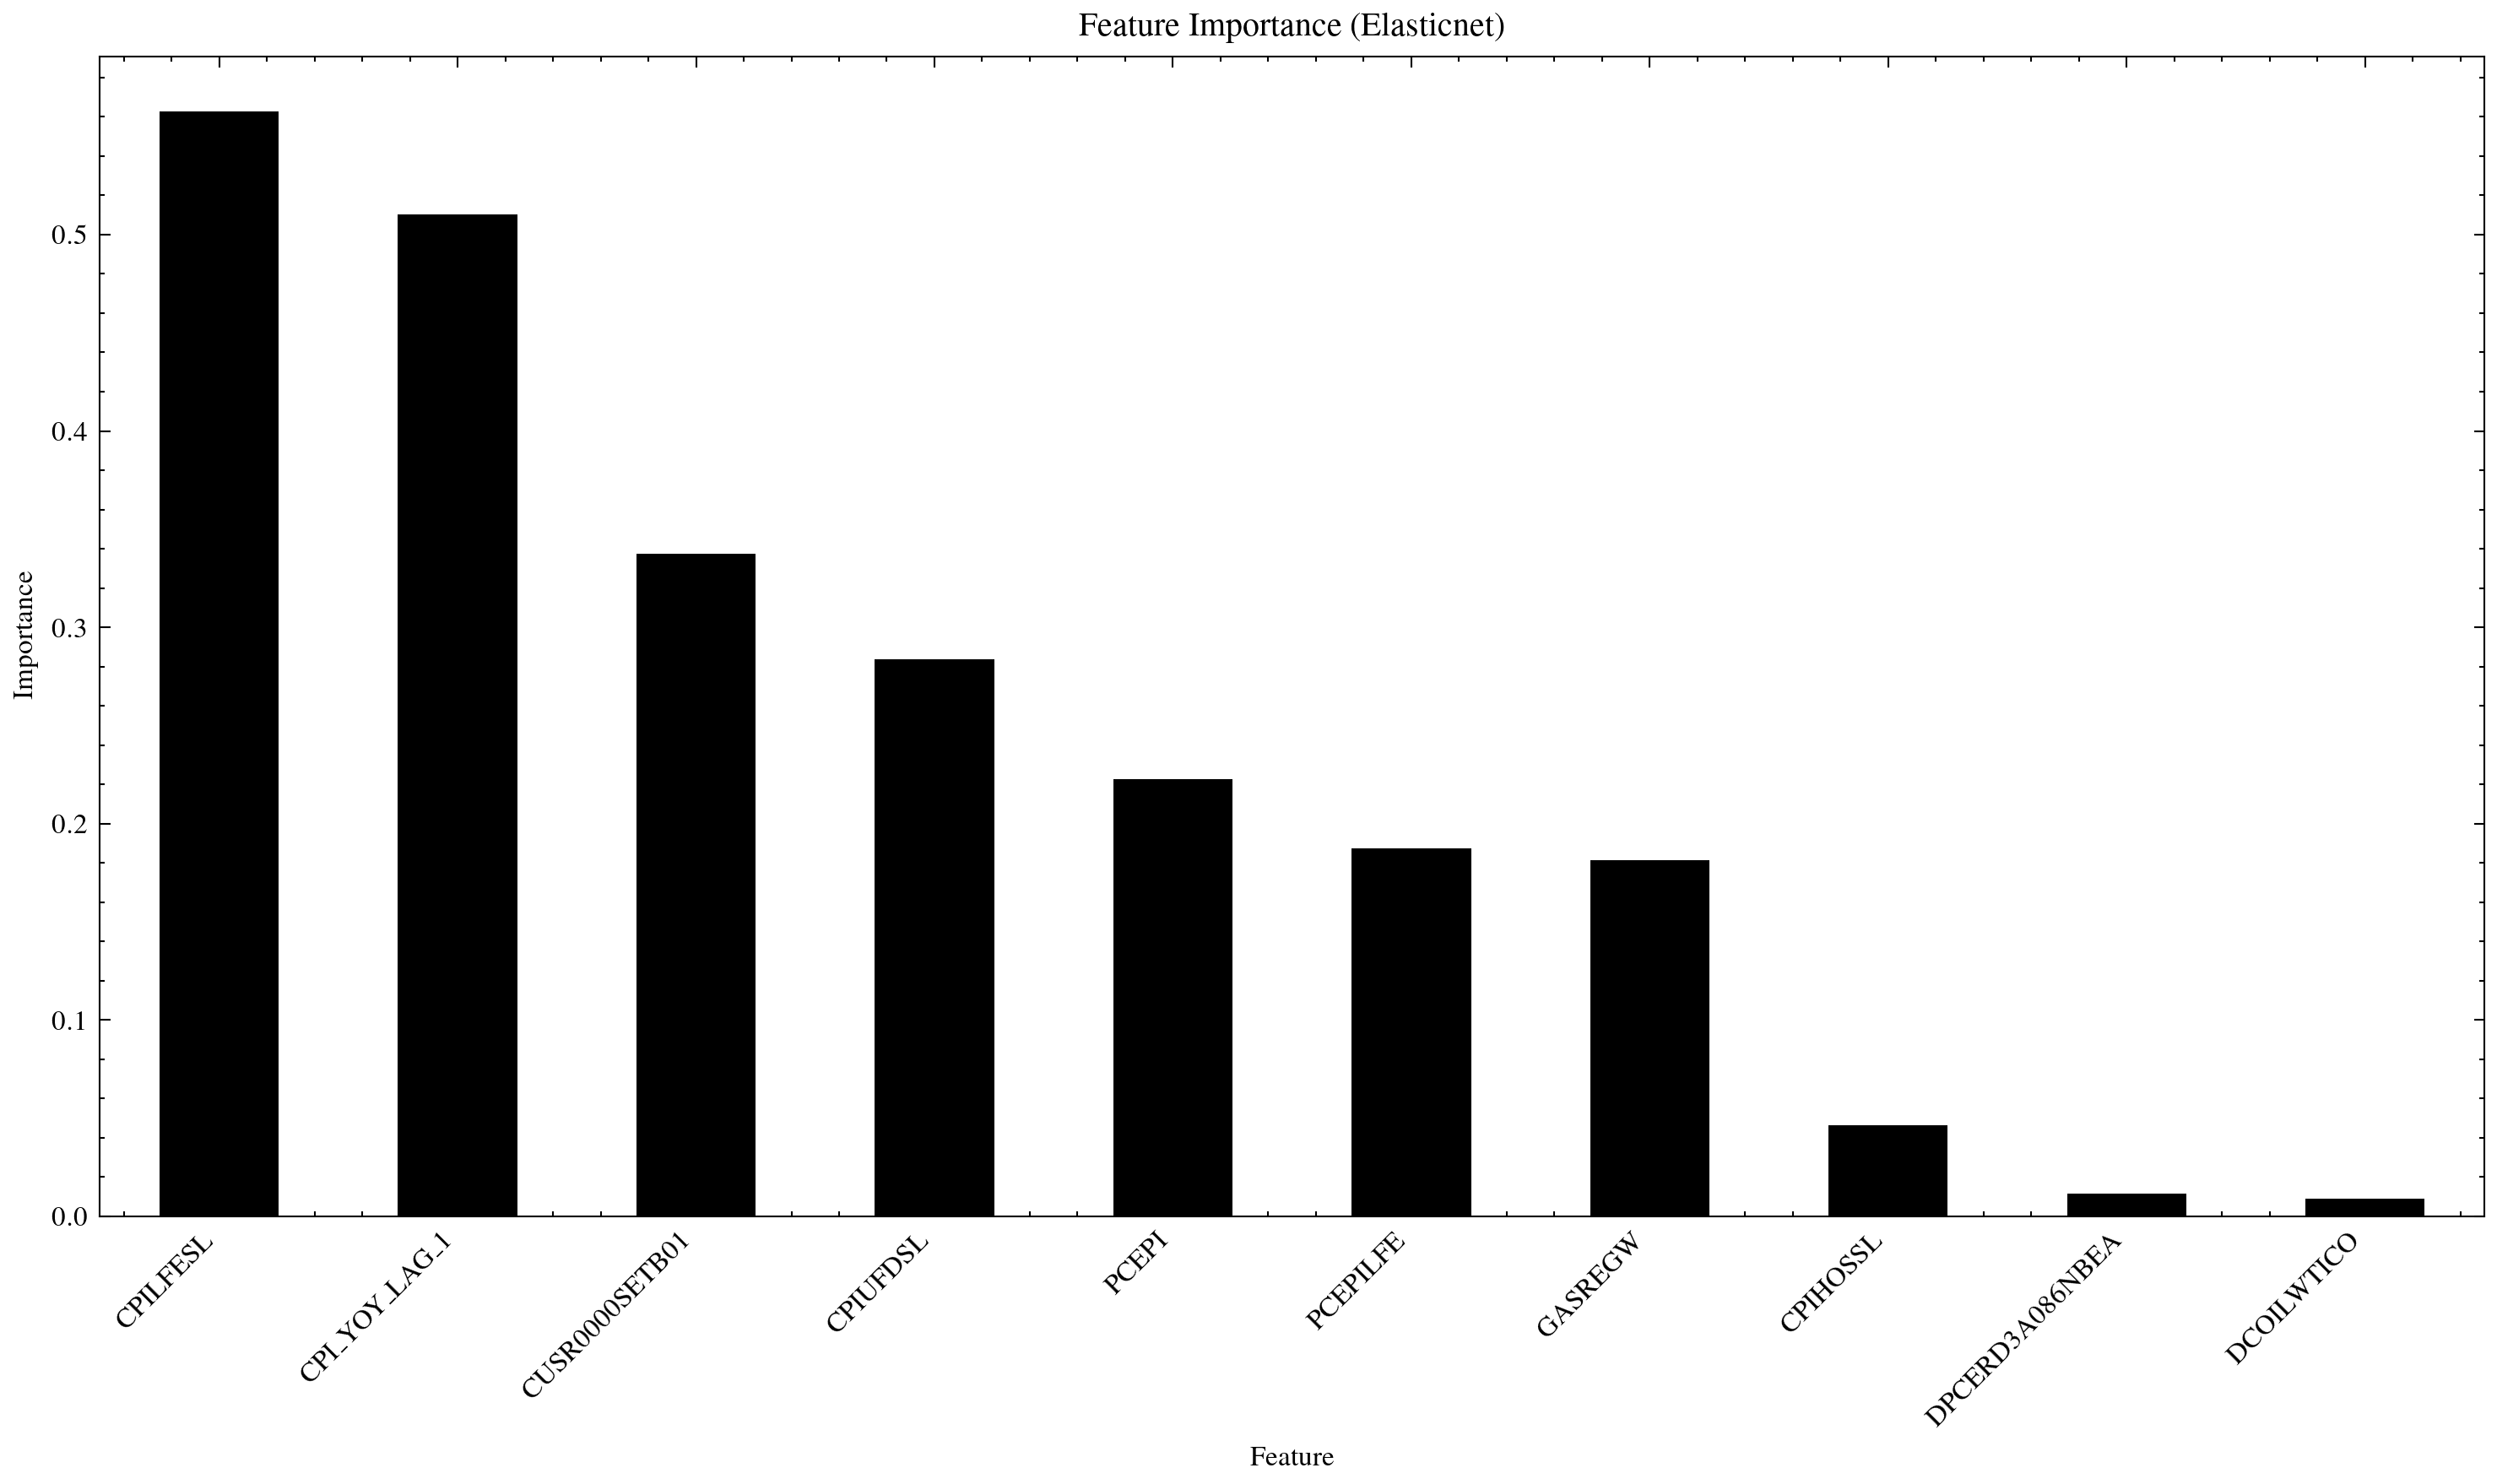 Feature Importance (Elasticnet)
Importance
0.5
0.4
0.3
0.2
0.1
0.0
CPILFESL
CPI_YOY_LAG_1
CUSR0000SETB01
CPIUFDSL
PCEPI
PCEPILFE
GASREGW
CPIHOSSL
DPCERD3A086NBEA
DCOILWTICO
Feature